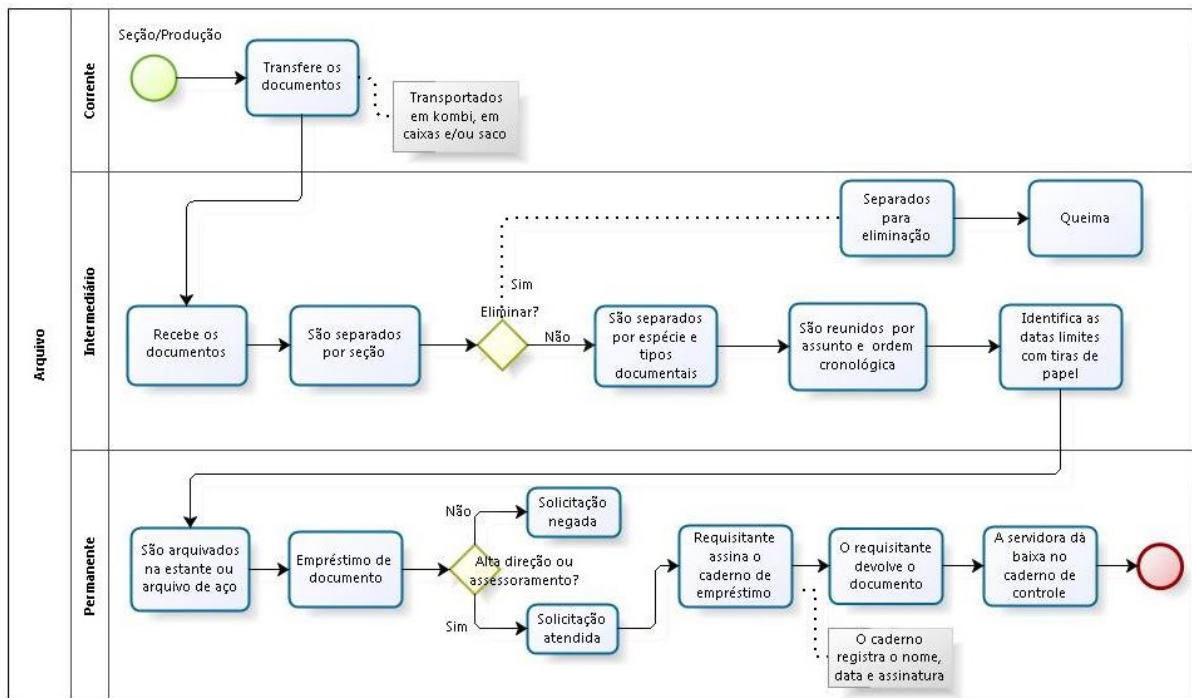 Arquivo
Corrente
Seção/Produção
Transfere os
documentos
Transportados
em kombi, em
caixas e/ou saco
Intermediário
Separados
para
eliminação
Queima
Sim
Eliminar?
Não
Recebe os
documentos
São separados
por seção
São separados
por espécie e
tipos
documentais
São reunidos por
assunto e ordem
cronológica
Identifica as
datas limites
com tiras de
papel
Permanente
São arquivados
na estante ou
arquivo de aço
Empréstimo de
documento
Não
Alta direção ou
assessoramento?
Sim
Solicitação
negada
Solicitação
atendida
Requisitante
assina o
caderno de
empréstimo
O requisitante
devolve o
documento
A servidora dá
baixa no
caderno de
controle
O caderno
registra o nome,
data e assinatura